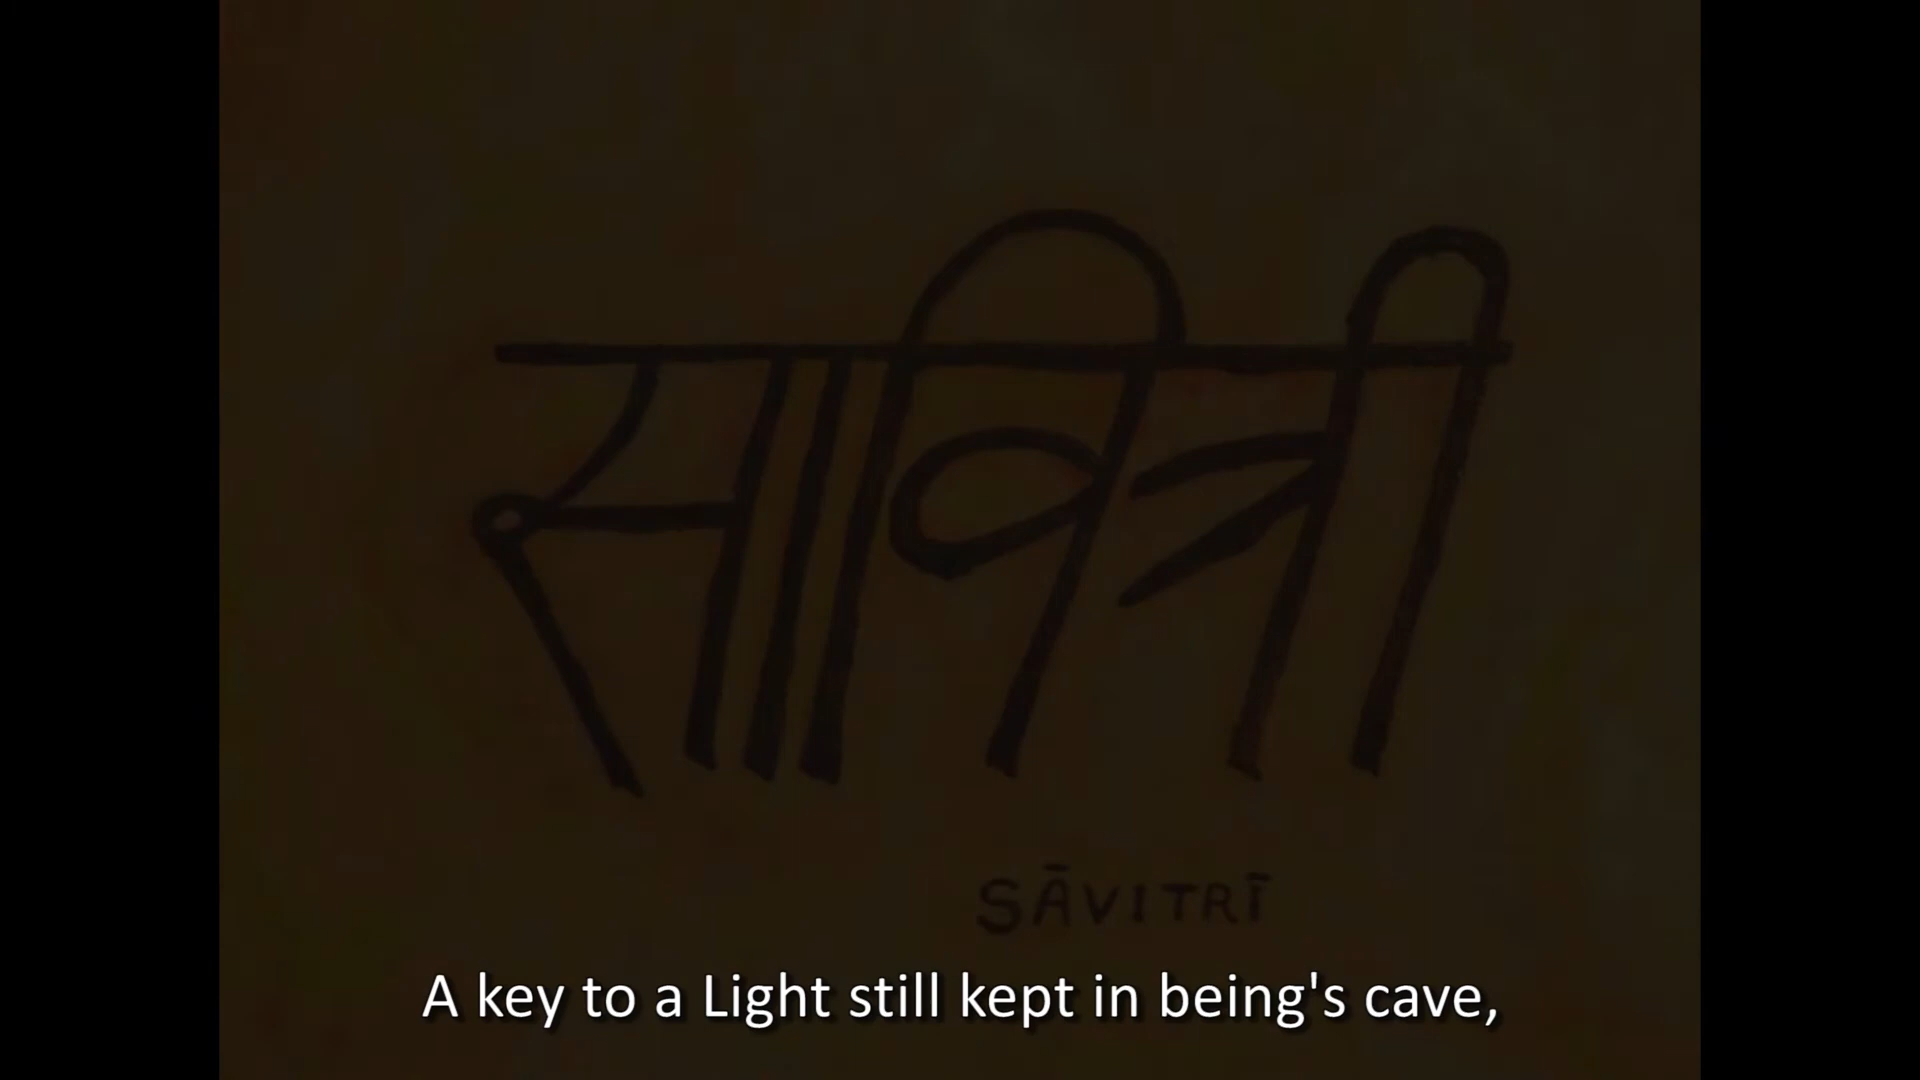 सावित्री
SĀVITRĪ
A key to a Light still kept in being's cave,